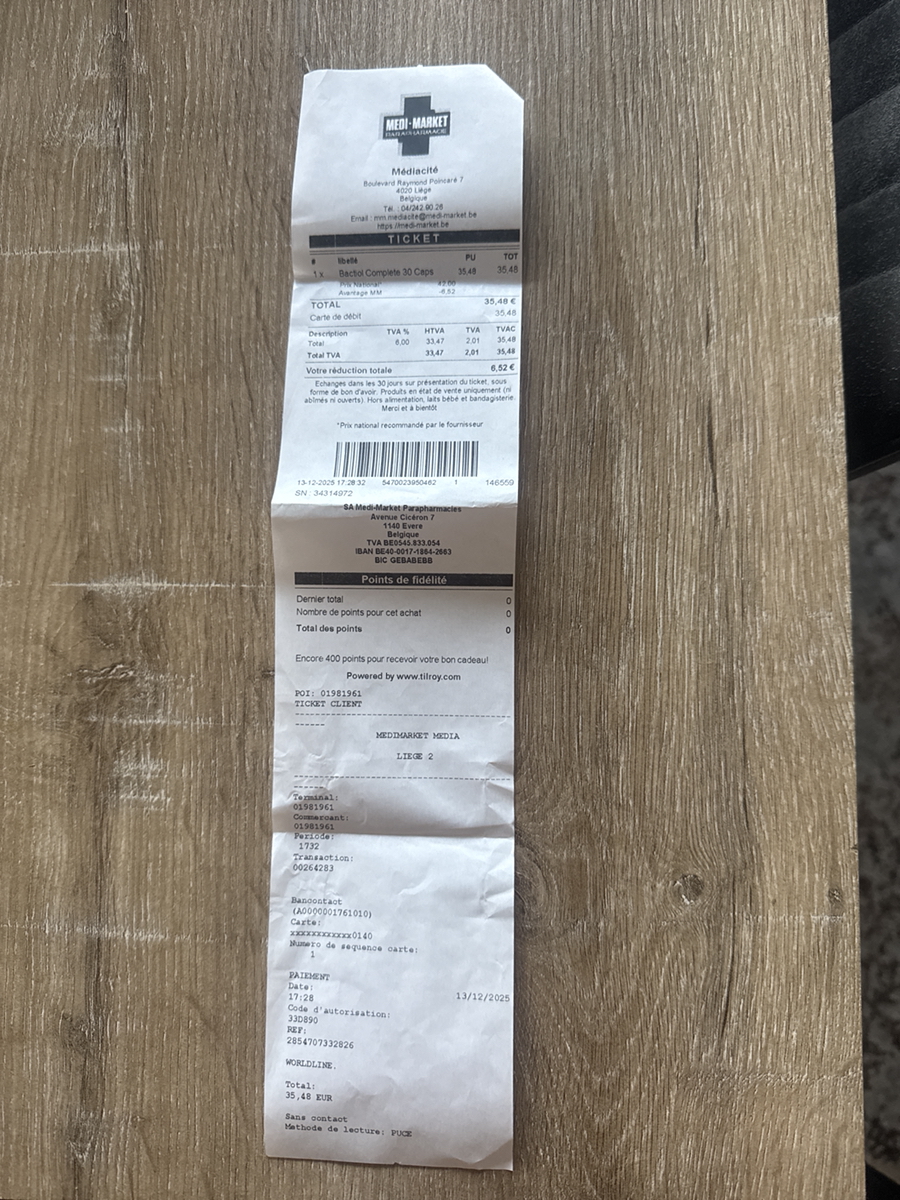 MEDI-MARKET
PARAPHARMACIE
Médiacité
Boulevard Raymond Poincaré 7
4020 Liège
Belgique
Tél. : 04/242.90.26
Email : mm.mediacite@medi-market.be
https://medi-market.be
TICKET
# libellé PU TOT
1 x Bactiol Complete 30 Caps 35,48 35,48
Prix National* 42,00
Avantage MM -6,52
TOTAL 35,48 €
Carte de débit 35,48
Description TVA % HTVA TVA TVAC
Total 6,00 33,47 2,01 35,48
Total TVA 33,47 2,01 35,48
Votre réduction totale 6,52 €
Echanges dans les 30 jours sur présentation du ticket, sous
forme de bon d'avoir. Produits en état de vente uniquement (ni
abîmés ni ouverts). Hors alimentation, laits bébé et bandagisterie.
Merci et à bientôt
*Prix national recommandé par le fournisseur
13-12-2025 17:28:32 5470023950462 1 146559
SN : 34314972
SA Medi-Market Parapharmacies
Avenue Cicéron 7
1140 Evere
Belgique
TVA BE0545.833.054
IBAN BE40-0017-1864-2663
BIC GEBABEBB
Points de fidélité
Dernier total 0
Nombre de points pour cet achat 0
Total des points 0
Encore 400 points pour recevoir votre bon cadeau!
Powered by www.tilroy.com
POI: 01981961
TICKET CLIENT
------------------------------------------
------
MEDIMARKET MEDIA
LIEGE 2
------------------------------------------
------
Terminal:
01981961
Commercant:
01981961
Periode:
1732
Transaction:
00264283
Bancontact
(A0000001761010)
Carte:
xxxxxxxxxxxxx0140
Numero de sequence carte:
1
PAIEMENT
Date:
17:28 13/12/2025
Code d'autorisation:
33D890
REF:
2854707332826
WORLDLINE.
Total:
35,48 EUR
Sans contact
Methode de lecture: PUCE